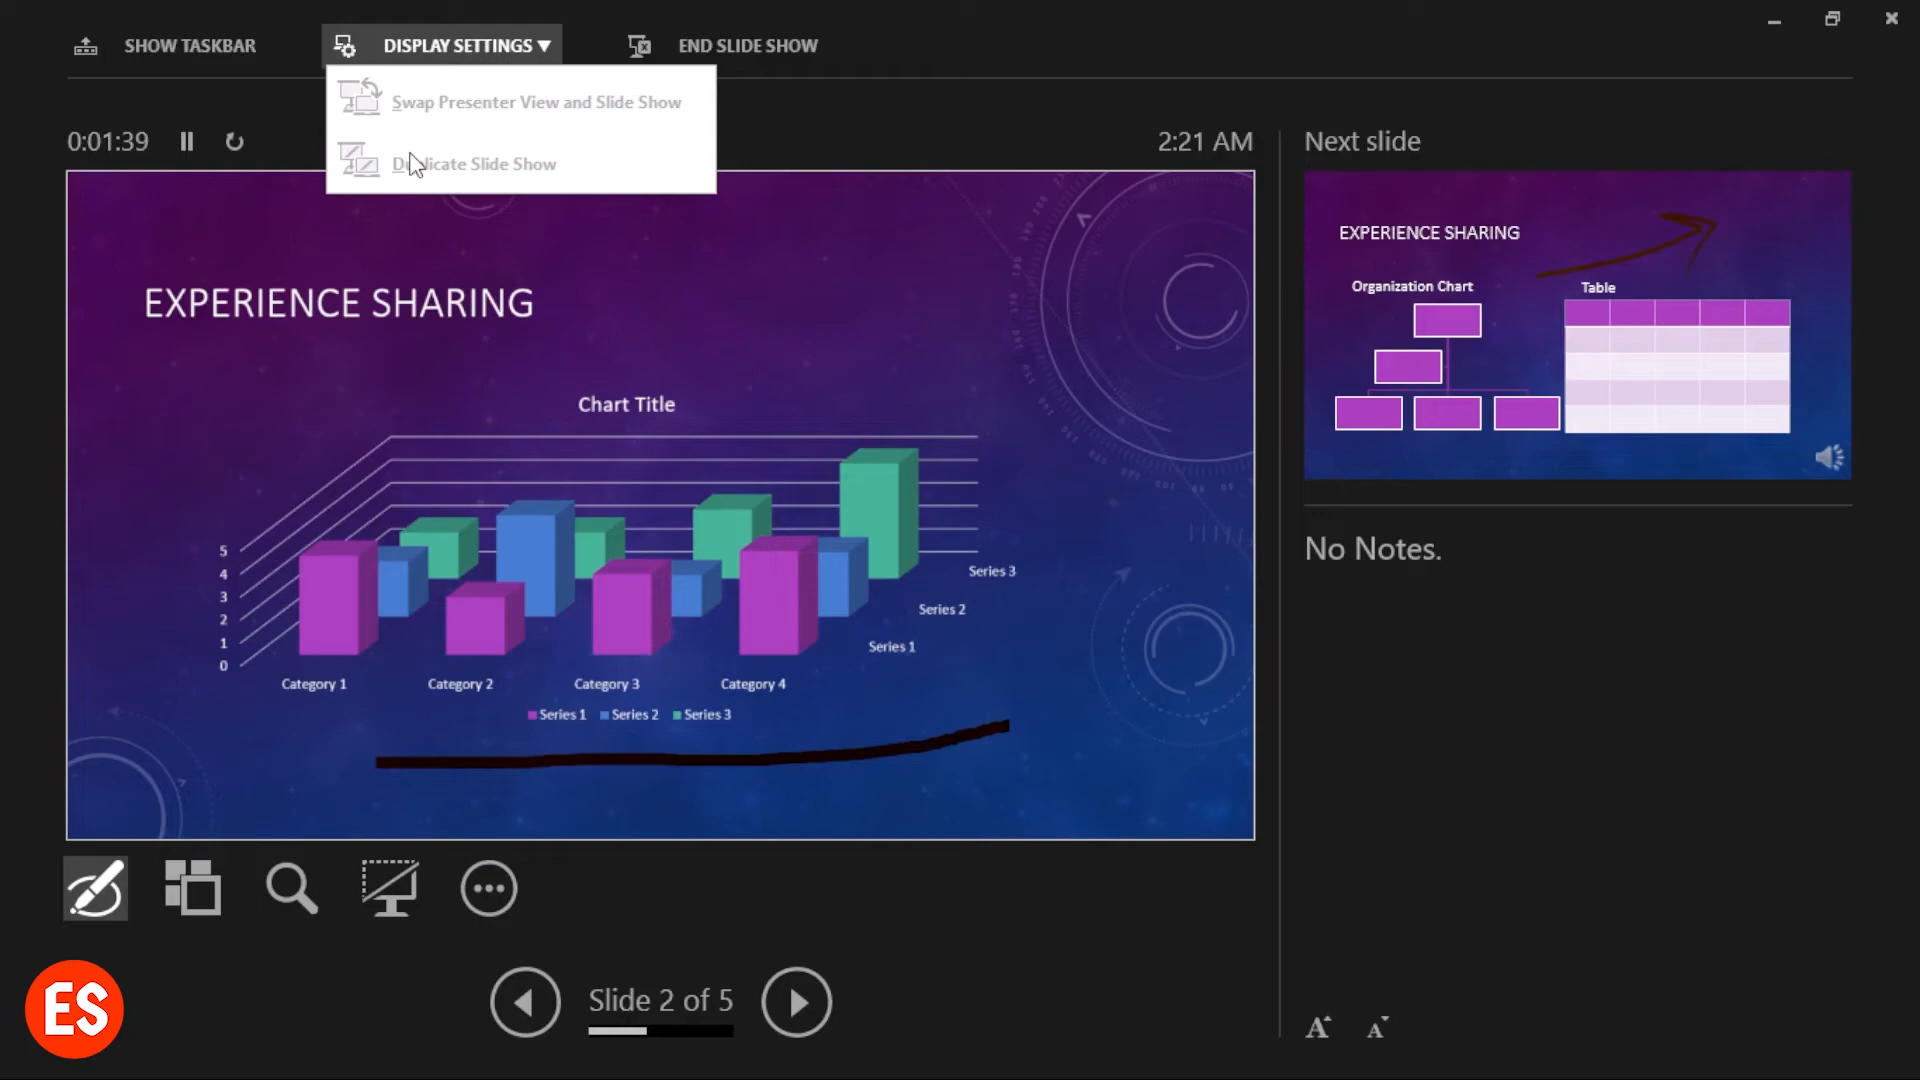 SHOW TASKBAR
DISPLAY SETTINGS ▼
END SLIDE SHOW
Swap Presenter View and Slide Show
Duplicate Slide Show
0:01:39
2:21 AM
EXPERIENCE SHARING
Chart Title
5
4
3
2
1
0
Series 3
Series 2
Series 1
Category 1 Category 2 Category 3 Category 4
Series 1 Series 2 Series 3
Next slide
EXPERIENCE SHARING
Organization Chart Table
No Notes.
Slide 2 of 5
ES
A A